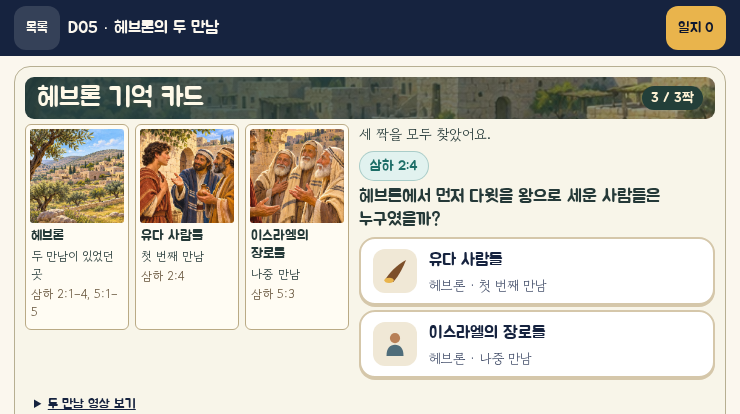 목록
D05 · 헤브론의 두 만남
일지 0
헤브론 기억 카드
3 / 3짝
헤브론
두 만남이 있었던
곳
삼하 2:1–4, 5:1–
5
유다 사람들
첫 번째 만남
삼하 2:4
이스라엘의
장로들
나중 만남
삼하 5:3
세 짝을 모두 찾았어요.
삼하 2:4
헤브론에서 먼저 다윗을 왕으로 세운 사람들은
누구였을까?
유다 사람들
헤브론 · 첫 번째 만남
이스라엘의 장로들
헤브론 · 나중 만남
▶ 두 만남 영상 보기